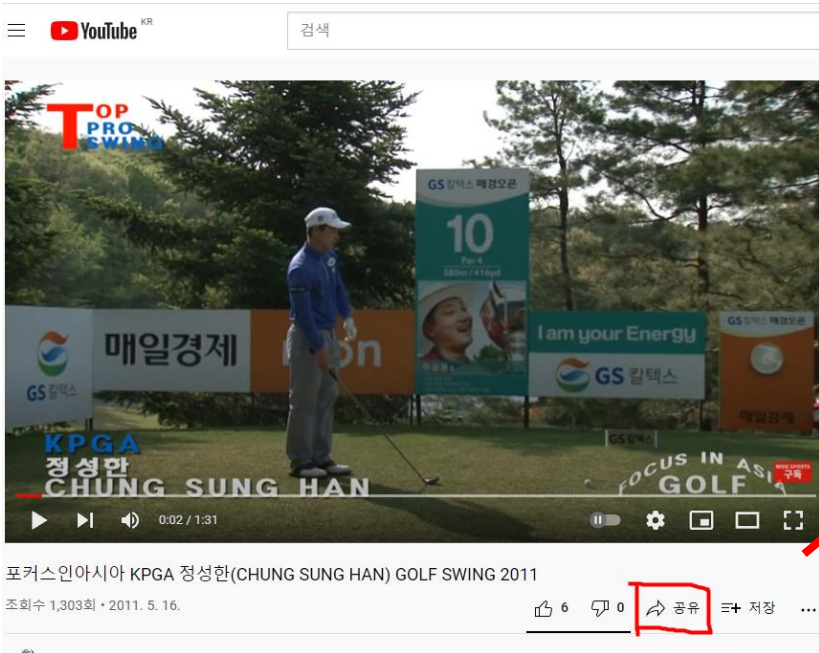 YouTube KR
검색
TOP
PRO
SWING
GS칼텍스 매경오픈
10
Par 4
380m / 416yd
GS칼텍스 매경오픈
I am your Energy
매일경제
GS칼텍스
GS칼텍스
매일경제
GS칼텍스
KPGA
정성한
CHUNG SUNG HAN
FOCUS IN ASIA
GOLF
WIDE SPORTS
구독
0:02 / 1:31
포커스인아시아 KPGA 정성한(CHUNG SUNG HAN) GOLF SWING 2011
조회수 1,303회 • 2011. 5. 16.
6
0
공유
저장